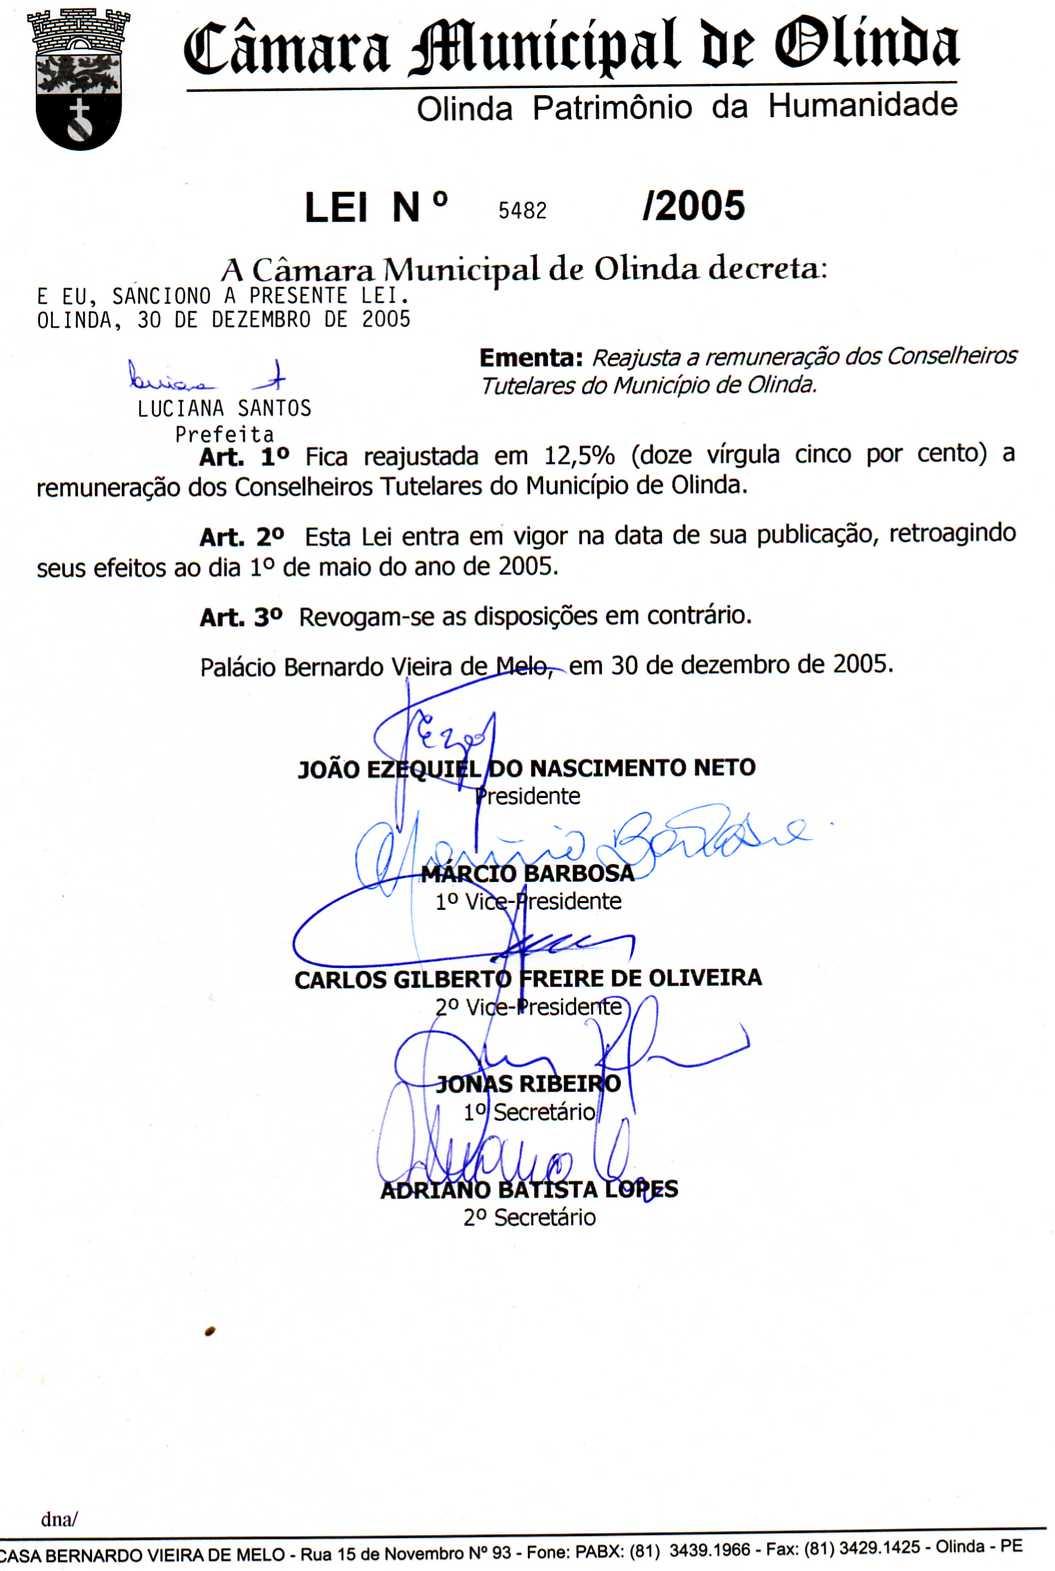 Câmara Municipal de Olinda
Olinda Patrimônio da Humanidade
LEI Nº 5482 /2005
A Câmara Municipal de Olinda decreta:
E EU, SANCIONO A PRESENTE LEI.
OLINDA, 30 DE DEZEMBRO DE 2005
Ementa: Reajusta a remuneração dos Conselheiros
Tutelares do Município de Olinda.
LUCIANA SANTOS
Prefeita
Art. 1º Fica reajustada em 12,5% (doze vírgula cinco por cento) a
remuneração dos Conselheiros Tutelares do Município de Olinda.
Art. 2º Esta Lei entra em vigor na data de sua publicação, retroagindo
seus efeitos ao dia 1º de maio do ano de 2005.
Art. 3º Revogam-se as disposições em contrário.
Palácio Bernardo Vieira de Melo, em 30 de dezembro de 2005.
JOÃO EZEQUIEL DO NASCIMENTO NETO
Presidente
MÁRCIO BARBOSA
1º Vice-Presidente
CARLOS GILBERTO FREIRE DE OLIVEIRA
2º Vice-Presidente
JONAS RIBEIRO
1º Secretário
ADRIANO BATISTA LOPES
2º Secretário
dna/
CASA BERNARDO VIEIRA DE MELO - Rua 15 de Novembro Nº 93 - Fone: PABX: (81) 3439.1966 - Fax: (81) 3429.1425 - Olinda - PE